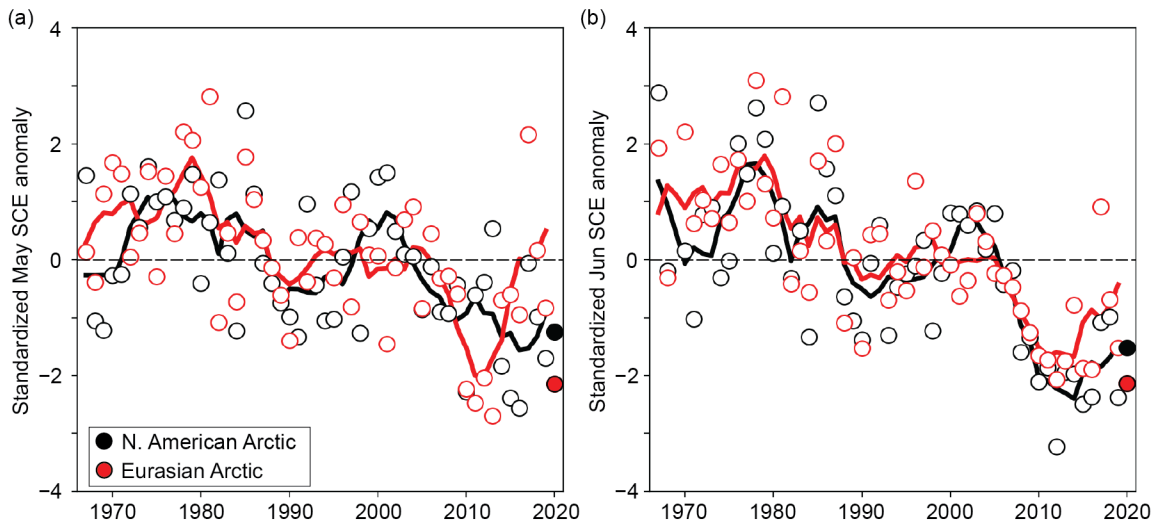 (a)
Standardized May SCE anomaly
4
2
0
−2
−4
N. American Arctic
Eurasian Arctic
1970 1980 1990 2000 2010 2020
(b)
Standardized Jun SCE anomaly
4
2
0
−2
−4
1970 1980 1990 2000 2010 2020